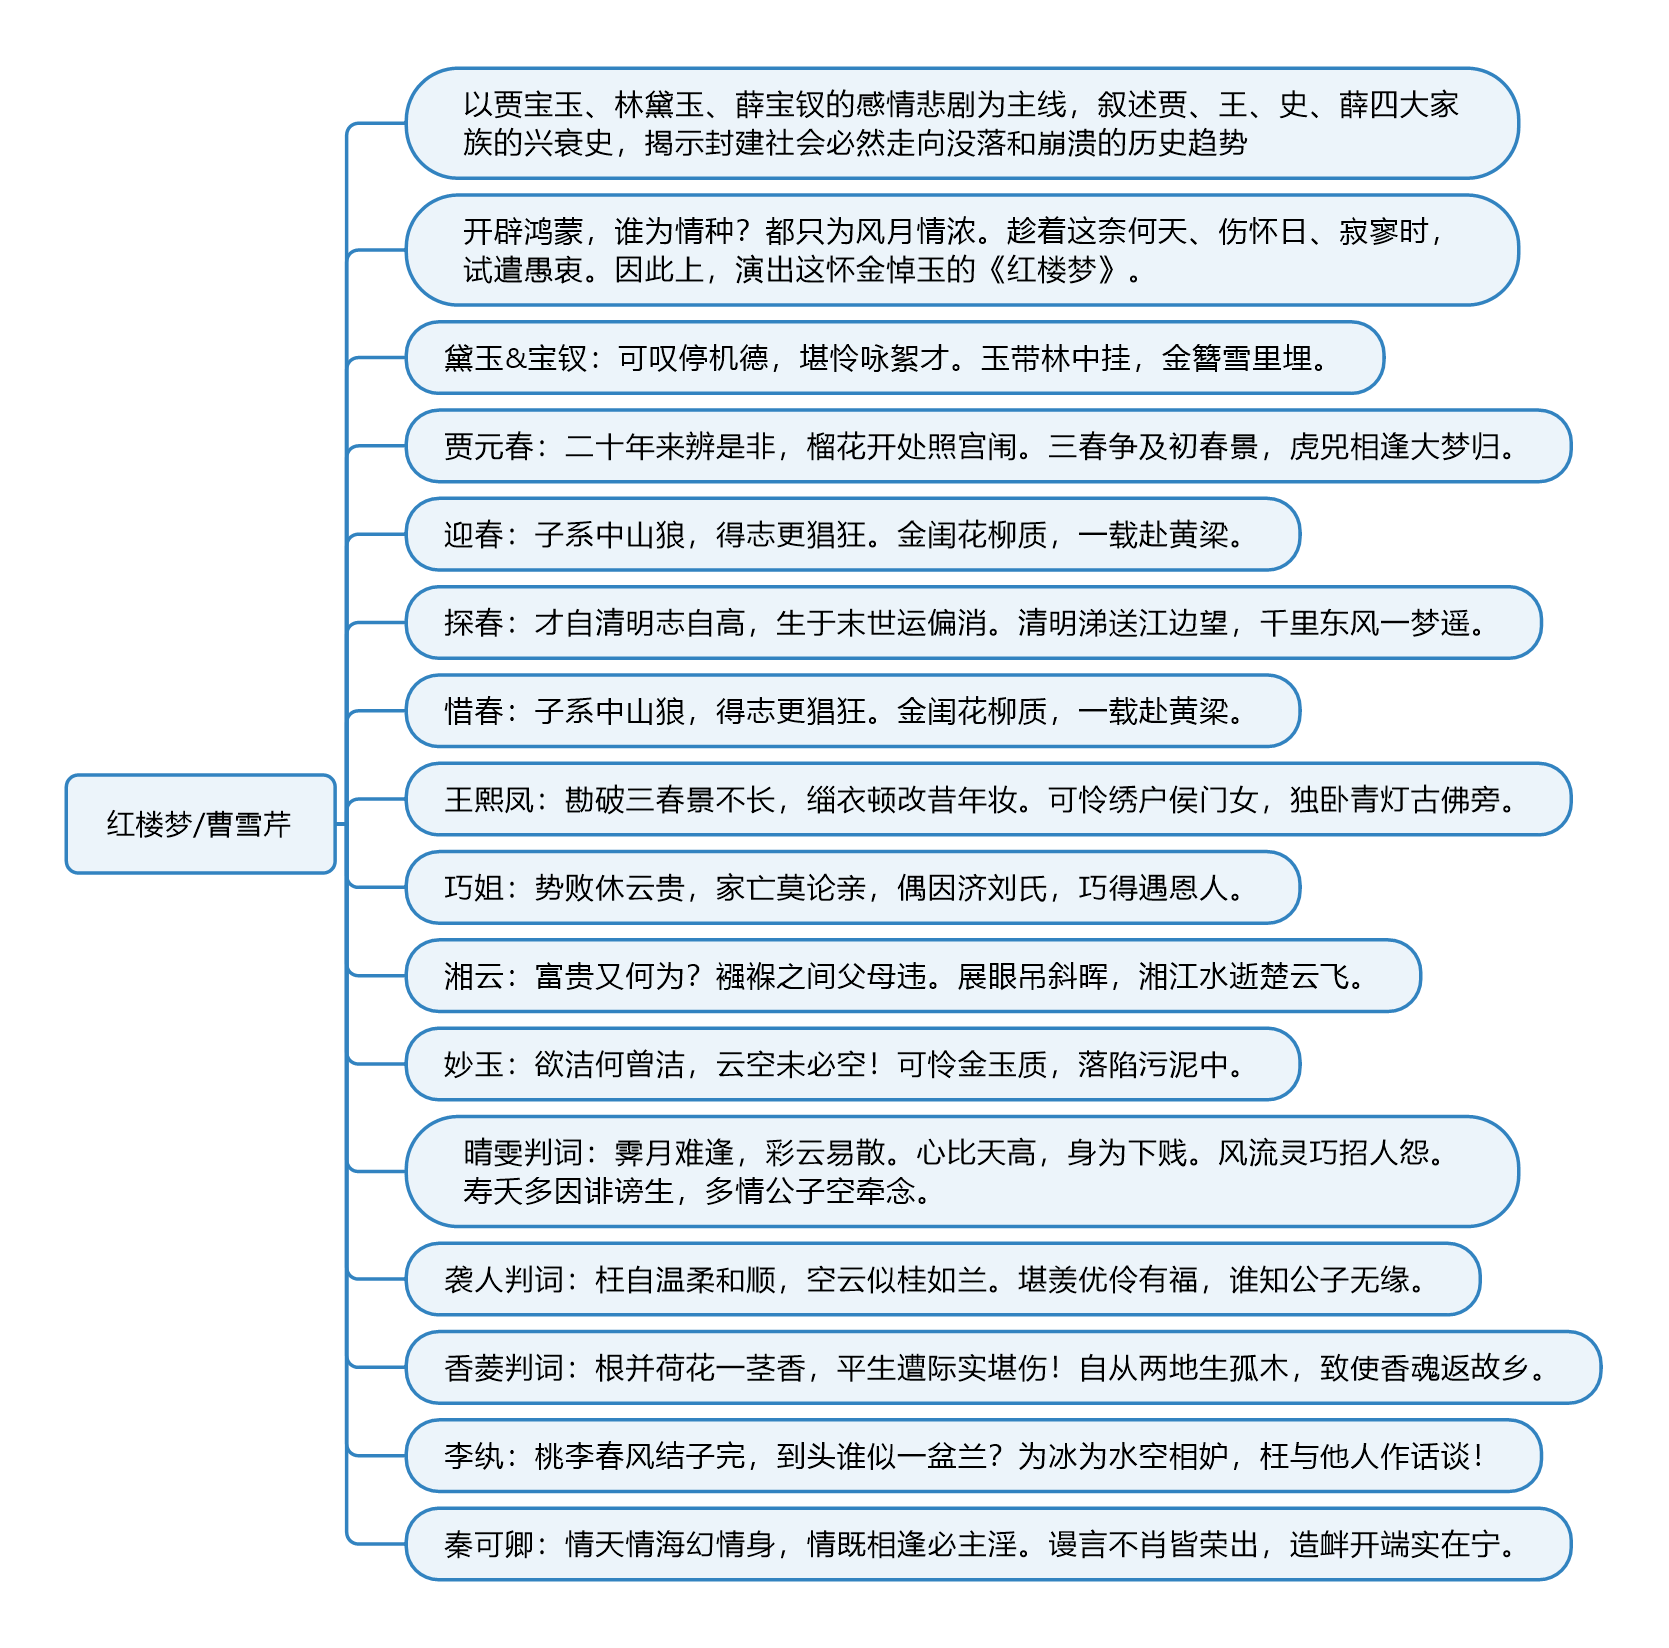 以贾宝玉、林黛玉、薛宝钗的感情悲剧为主线，叙述贾、王、史、薛四大家
族的兴衰史，揭示封建社会必然走向没落和崩溃的历史趋势
开辟鸿蒙，谁为情种？都只为风月情浓。趁着这奈何天、伤怀日、寂寥时，
试遣愚衷。因此上，演出这怀金悼玉的《红楼梦》。
黛玉&宝钗：可叹停机德，堪怜咏絮才。玉带林中挂，金簪雪里埋。
贾元春：二十年来辨是非，榴花开处照宫闱。三春争及初春景，虎兕相逢大梦归。
迎春：子系中山狼，得志更猖狂。金闺花柳质，一载赴黄梁。
探春：才自清明志自高，生于末世运偏消。清明涕送江边望，千里东风一梦遥。
惜春：子系中山狼，得志更猖狂。金闺花柳质，一载赴黄梁。
红楼梦/曹雪芹
王熙凤：勘破三春景不长，缁衣顿改昔年妆。可怜绣户侯门女，独卧青灯古佛旁。
巧姐：势败休云贵，家亡莫论亲，偶因济刘氏，巧得遇恩人。
湘云：富贵又何为？襁褓之间父母违。展眼吊斜晖，湘江水逝楚云飞。
妙玉：欲洁何曾洁，云空未必空！可怜金玉质，落陷污泥中。
晴雯判词：霁月难逢，彩云易散。心比天高，身为下贱。风流灵巧招人怨。
寿夭多因诽谤生，多情公子空牵念。
袭人判词：枉自温柔和顺，空云似桂如兰。堪羡优伶有福，谁知公子无缘。
香菱判词：根并荷花一茎香，平生遭际实堪伤！自从两地生孤木，致使香魂返故乡。
李纨：桃李春风结子完，到头谁似一盆兰？为冰为水空相妒，枉与他人作话谈！
秦可卿：情天情海幻情身，情既相逢必主淫。谩言不肖皆荣出，造衅开端实在宁。